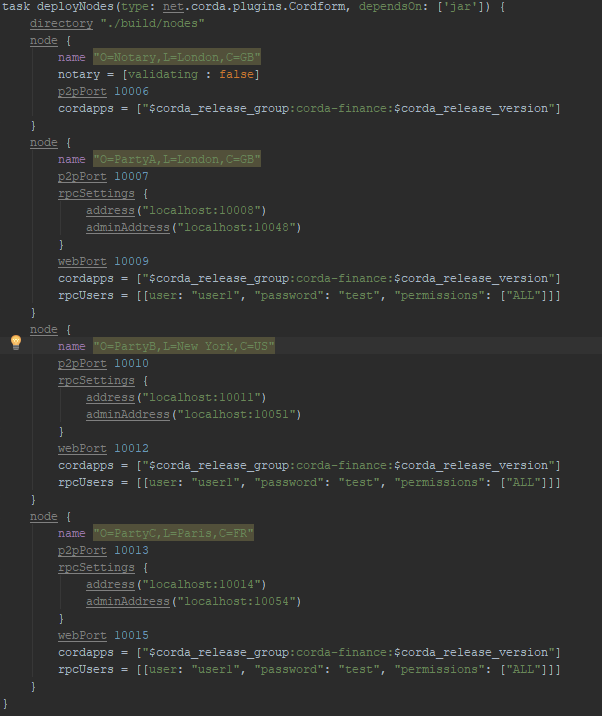 task deployNodes(type: net.corda.plugins.Cordform, dependsOn: ['jar']) {
    directory "./build/nodes"
    node {
        name "O=Notary,L=London,C=GB"
        notary = [validating : false]
        p2pPort 10006
        cordapps = ["$corda_release_group:corda-finance:$corda_release_version"]
    }
    node {
        name "O=PartyA,L=London,C=GB"
        p2pPort 10007
        rpcSettings {
            address("localhost:10008")
            adminAddress("localhost:10048")
        }
        webPort 10009
        cordapps = ["$corda_release_group:corda-finance:$corda_release_version"]
        rpcUsers = [[user: "user1", "password": "test", "permissions": ["ALL"]]]
    }
    node {
        name "O=PartyB,L=New York,C=US"
        p2pPort 10010
        rpcSettings {
            address("localhost:10011")
            adminAddress("localhost:10051")
        }
        webPort 10012
        cordapps = ["$corda_release_group:corda-finance:$corda_release_version"]
        rpcUsers = [[user: "user1", "password": "test", "permissions": ["ALL"]]]
    }
    node {
        name "O=PartyC,L=Paris,C=FR"
        p2pPort 10013
        rpcSettings {
            address("localhost:10014")
            adminAddress("localhost:10054")
        }
        webPort 10015
        cordapps = ["$corda_release_group:corda-finance:$corda_release_version"]
        rpcUsers = [[user: "user1", "password": "test", "permissions": ["ALL"]]]
    }
}